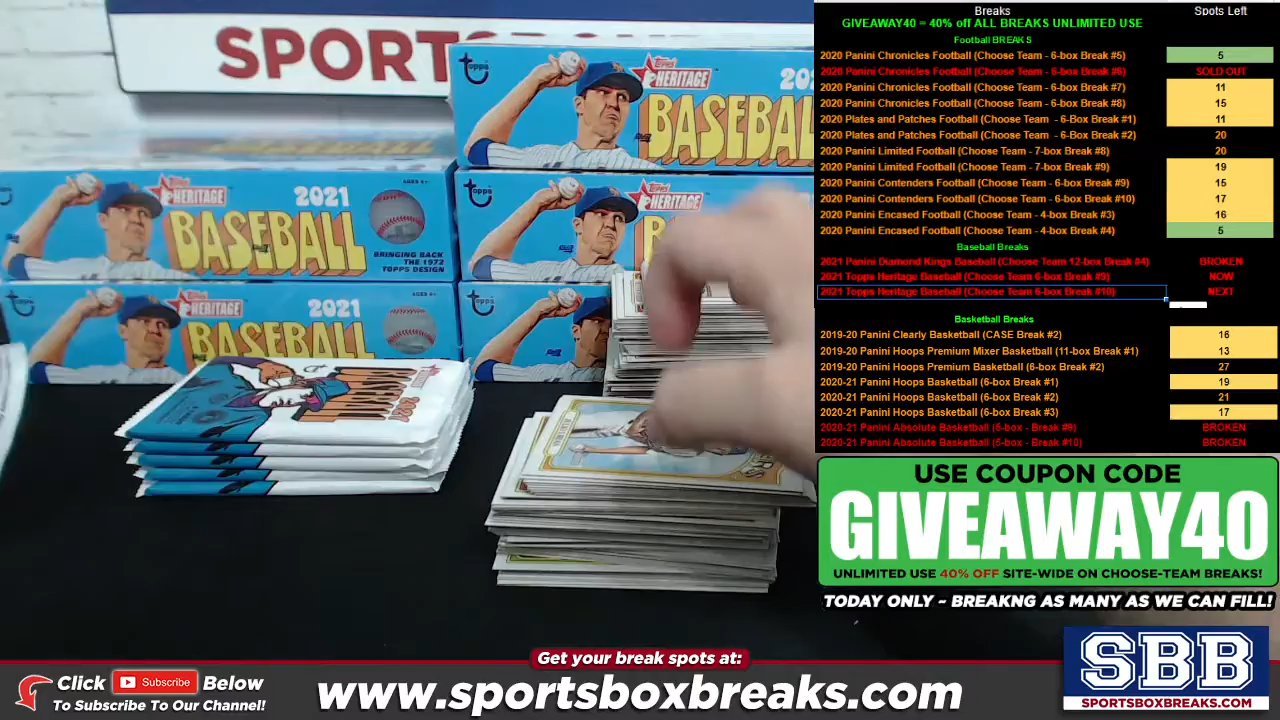 SPORTS
Topps
HERITAGE
BASEBALL
Topps
HERITAGE
HERITAGE
2021
BASEBALL
BRINGING BACK
THE 1972
TOPPS DESIGN
HERITAGE
2021
BASEBALL
Breaks Spots Left
GIVEAWAY40 = 40% off ALL BREAKS UNLIMITED USE
Football BREAKS
2020 Panini Chronicles Football (Choose Team - 6-box Break #5) 5
2020 Panini Chronicles Football (Choose Team - 6-box Break #6) SOLD OUT
2020 Panini Chronicles Football (Choose Team - 6-box Break #7) 11
2020 Panini Chronicles Football (Choose Team - 6-box Break #8) 15
2020 Plates and Patches Football (Choose Team - 6-Box Break #1) 11
2020 Plates and Patches Football (Choose Team - 6-Box Break #2) 20
2020 Panini Limited Football (Choose Team - 7-box Break #8) 20
2020 Panini Limited Football (Choose Team - 7-box Break #9) 19
2020 Panini Contenders Football (Choose Team - 6-box Break #9) 15
2020 Panini Contenders Football (Choose Team - 6-box Break #10) 17
2020 Panini Encased Football (Choose Team - 4-box Break #3) 16
2020 Panini Encased Football (Choose Team - 4-box Break #4) 5
Baseball Breaks
2021 Panini Diamond Kings Baseball (Choose Team 12-box Break #4) BROKEN
2021 Topps Heritage Baseball (Choose Team 6-box Break #9) NOW
2021 Topps Heritage Baseball (Choose Team 6-box Break #10) NEXT
Basketball Breaks
2019-20 Panini Clearly Basketball (CASE Break #2) 16
2019-20 Panini Hoops Premium Mixer Basketball (11-box Break #1) 13
2019-20 Panini Hoops Premium Basketball (6-box Break #2) 27
2020-21 Panini Hoops Basketball (6-box Break #1) 19
2020-21 Panini Hoops Basketball (6-box Break #2) 21
2020-21 Panini Hoops Basketball (6-box Break #3) 17
2020-21 Panini Absolute Basketball (5-box - Break #9) BROKEN
2020-21 Panini Absolute Basketball (5-box - Break #10) BROKEN
USE COUPON CODE
GIVEAWAY40
UNLIMITED USE 40% OFF SITE-WIDE ON CHOOSE-TEAM BREAKS!
TODAY ONLY ~ BREAKNG AS MANY AS WE CAN FILL!
Get your break spots at:
Click Subscribe Below
To Subscribe To Our Channel!
www.sportsboxbreaks.com
SBB
SPORTSBOXBREAKS.COM